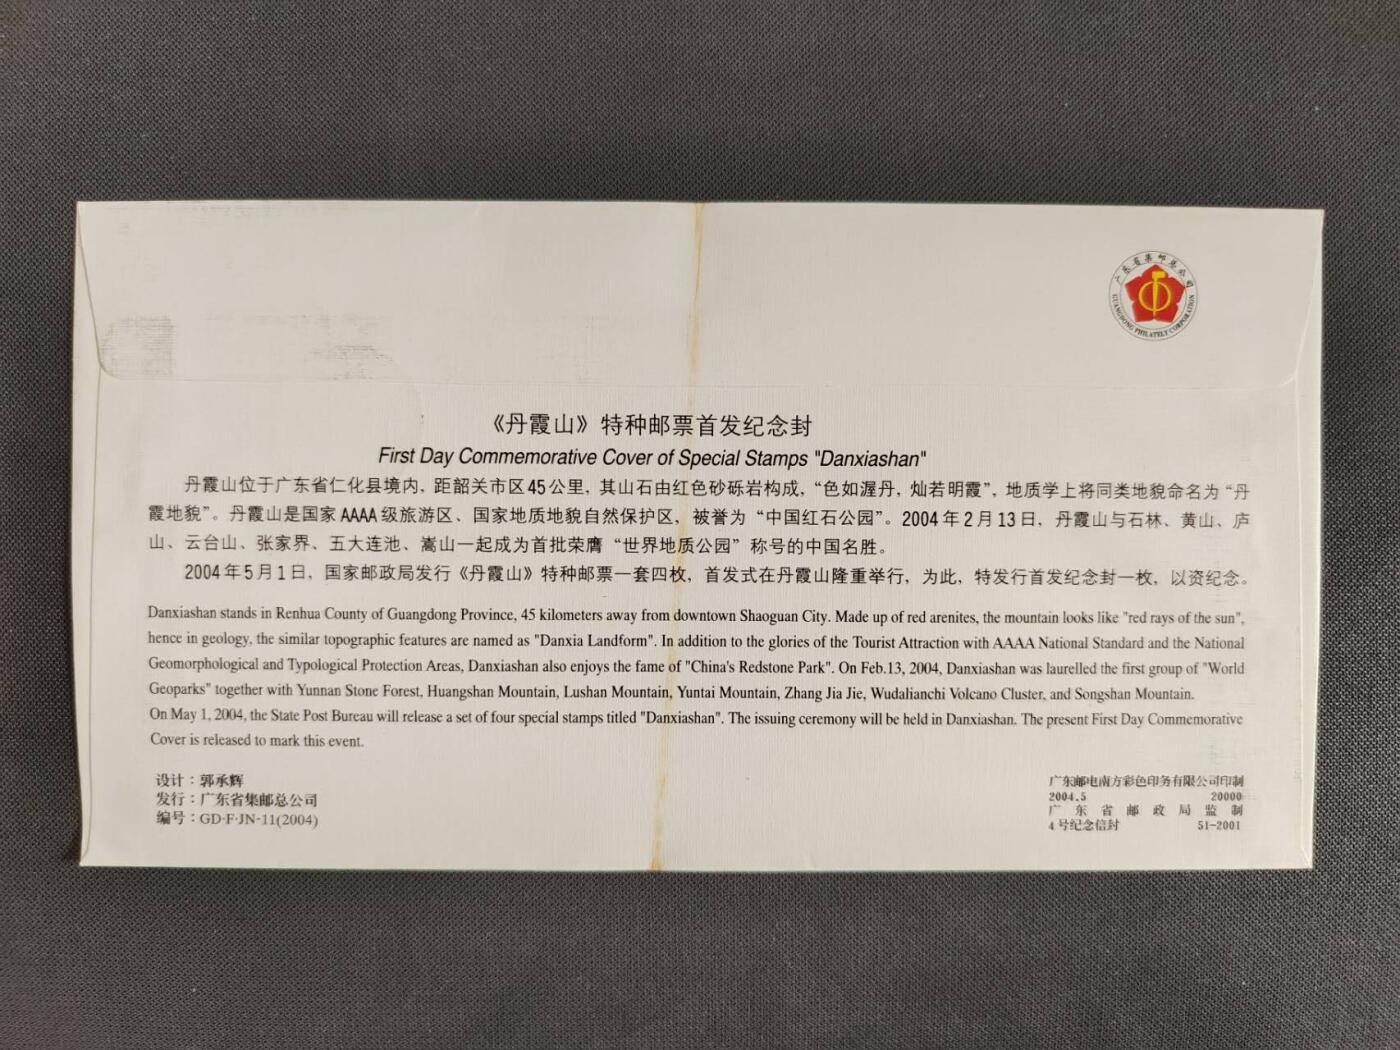 广东省集邮总公司
GUANGDONG PHILATELY CORPORATION
《丹霞山》特种邮票首发纪念封
First Day Commemorative Cover of Special Stamps "Danxiashan"
丹霞山位于广东省仁化县境内，距韶关市区45公里，其山石由红色砂砾岩构成，“色如渥丹，灿若明霞”，地质学上将同类地貌命名为“丹
霞地貌”。丹霞山是国家AAAA级旅游区、国家地质地貌自然保护区，被誉为“中国红石公园”。2004年2月13日，丹霞山与石林、黄山、庐
山、云台山、张家界、五大连池、嵩山一起成为首批荣膺“世界地质公园”称号的中国名胜。
2004年5月1日，国家邮政局发行《丹霞山》特种邮票一套四枚，首发式在丹霞山隆重举行，为此，特发行首发纪念封一枚，以资纪念。
Danxiashan stands in Renhua County of Guangdong Province, 45 kilometers away from downtown Shaoguan City. Made up of red arenites, the mountain looks like "red rays of the sun",
hence in geology, the similar topographic features are named as "Danxia Landform". In addition to the glories of the Tourist Attraction with AAAA National Standard and the National
Geomorphological and Typological Protection Areas, Danxiashan also enjoys the fame of "China's Redstone Park". On Feb.13, 2004, Danxiashan was laurelled the first group of "World
Geoparks" together with Yunnan Stone Forest, Huangshan Mountain, Lushan Mountain, Yuntai Mountain, Zhang Jia Jie, Wudalianchi Volcano Cluster, and Songshan Mountain.
On May 1, 2004, the State Post Bureau will release a set of four special stamps titled "Danxiashan". The issuing ceremony will be held in Danxiashan. The present First Day Commemorative
Cover is released to mark this event.
设计：郭承辉
发行：广东省集邮总公司
编号：GD·F·JN-11(2004)
广东邮电南方彩色印务有限公司印制
2004.5 20000
广东省邮政局监制
4号纪念信封 51-2001